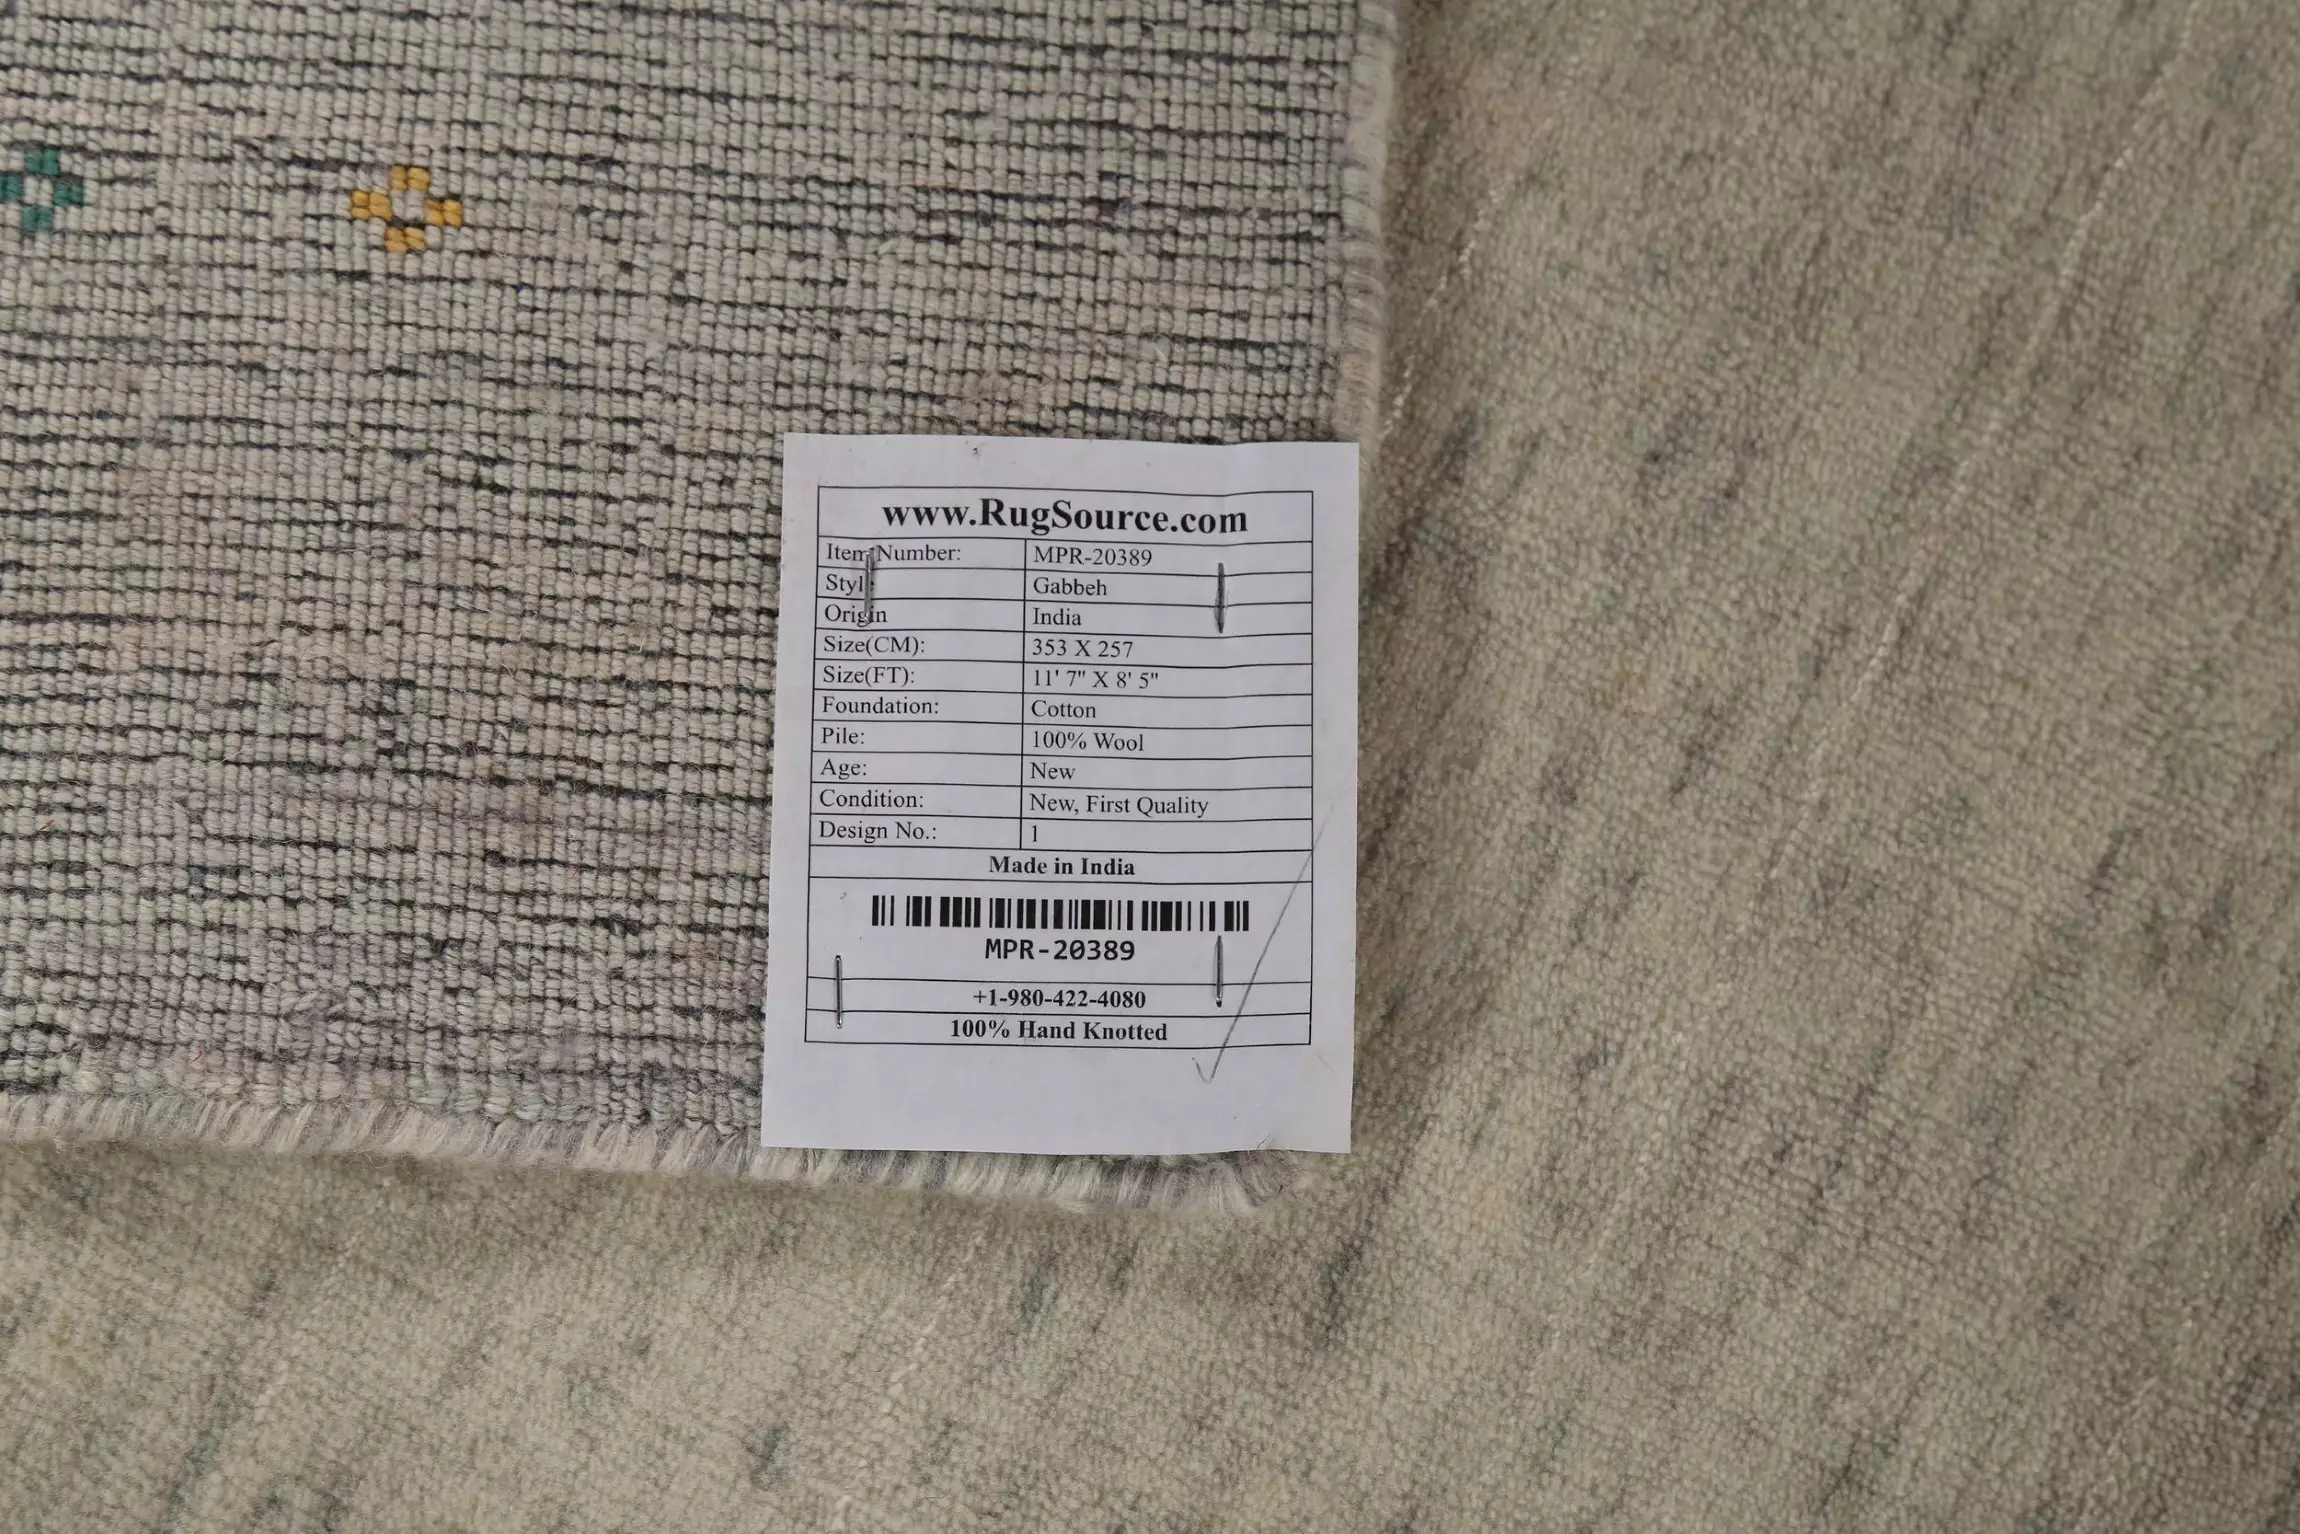 www.RugSource.com
Item Number: MPR-20389
Style: Gabbeh
Origin India
Size(CM): 353 X 257
Size(FT): 11' 7" X 8' 5"
Foundation: Cotton
Pile: 100% Wool
Age: New
Condition: New, First Quality
Design No.: 1
Made in India
MPR-20389
+1-980-422-4080
100% Hand Knotted